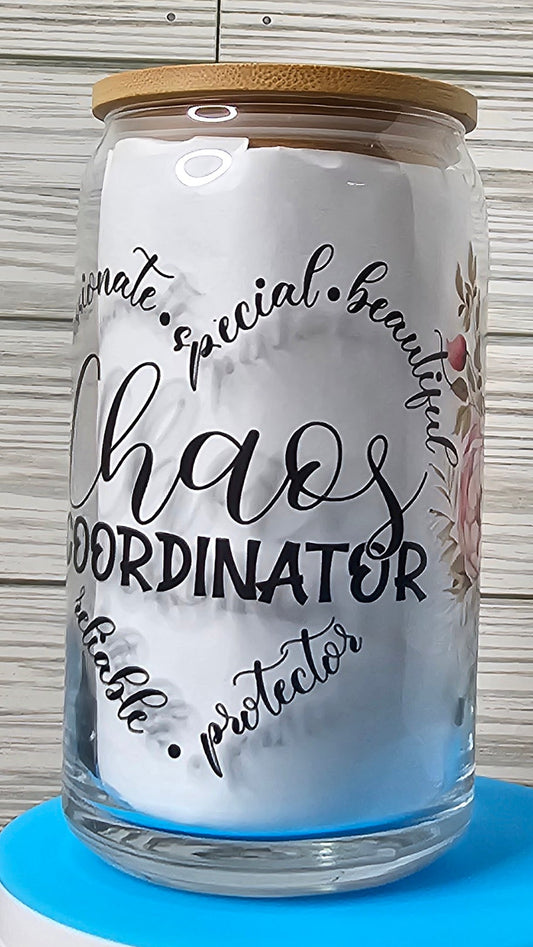 special • beautiful
Chaos
COORDINATOR
reliable • protector